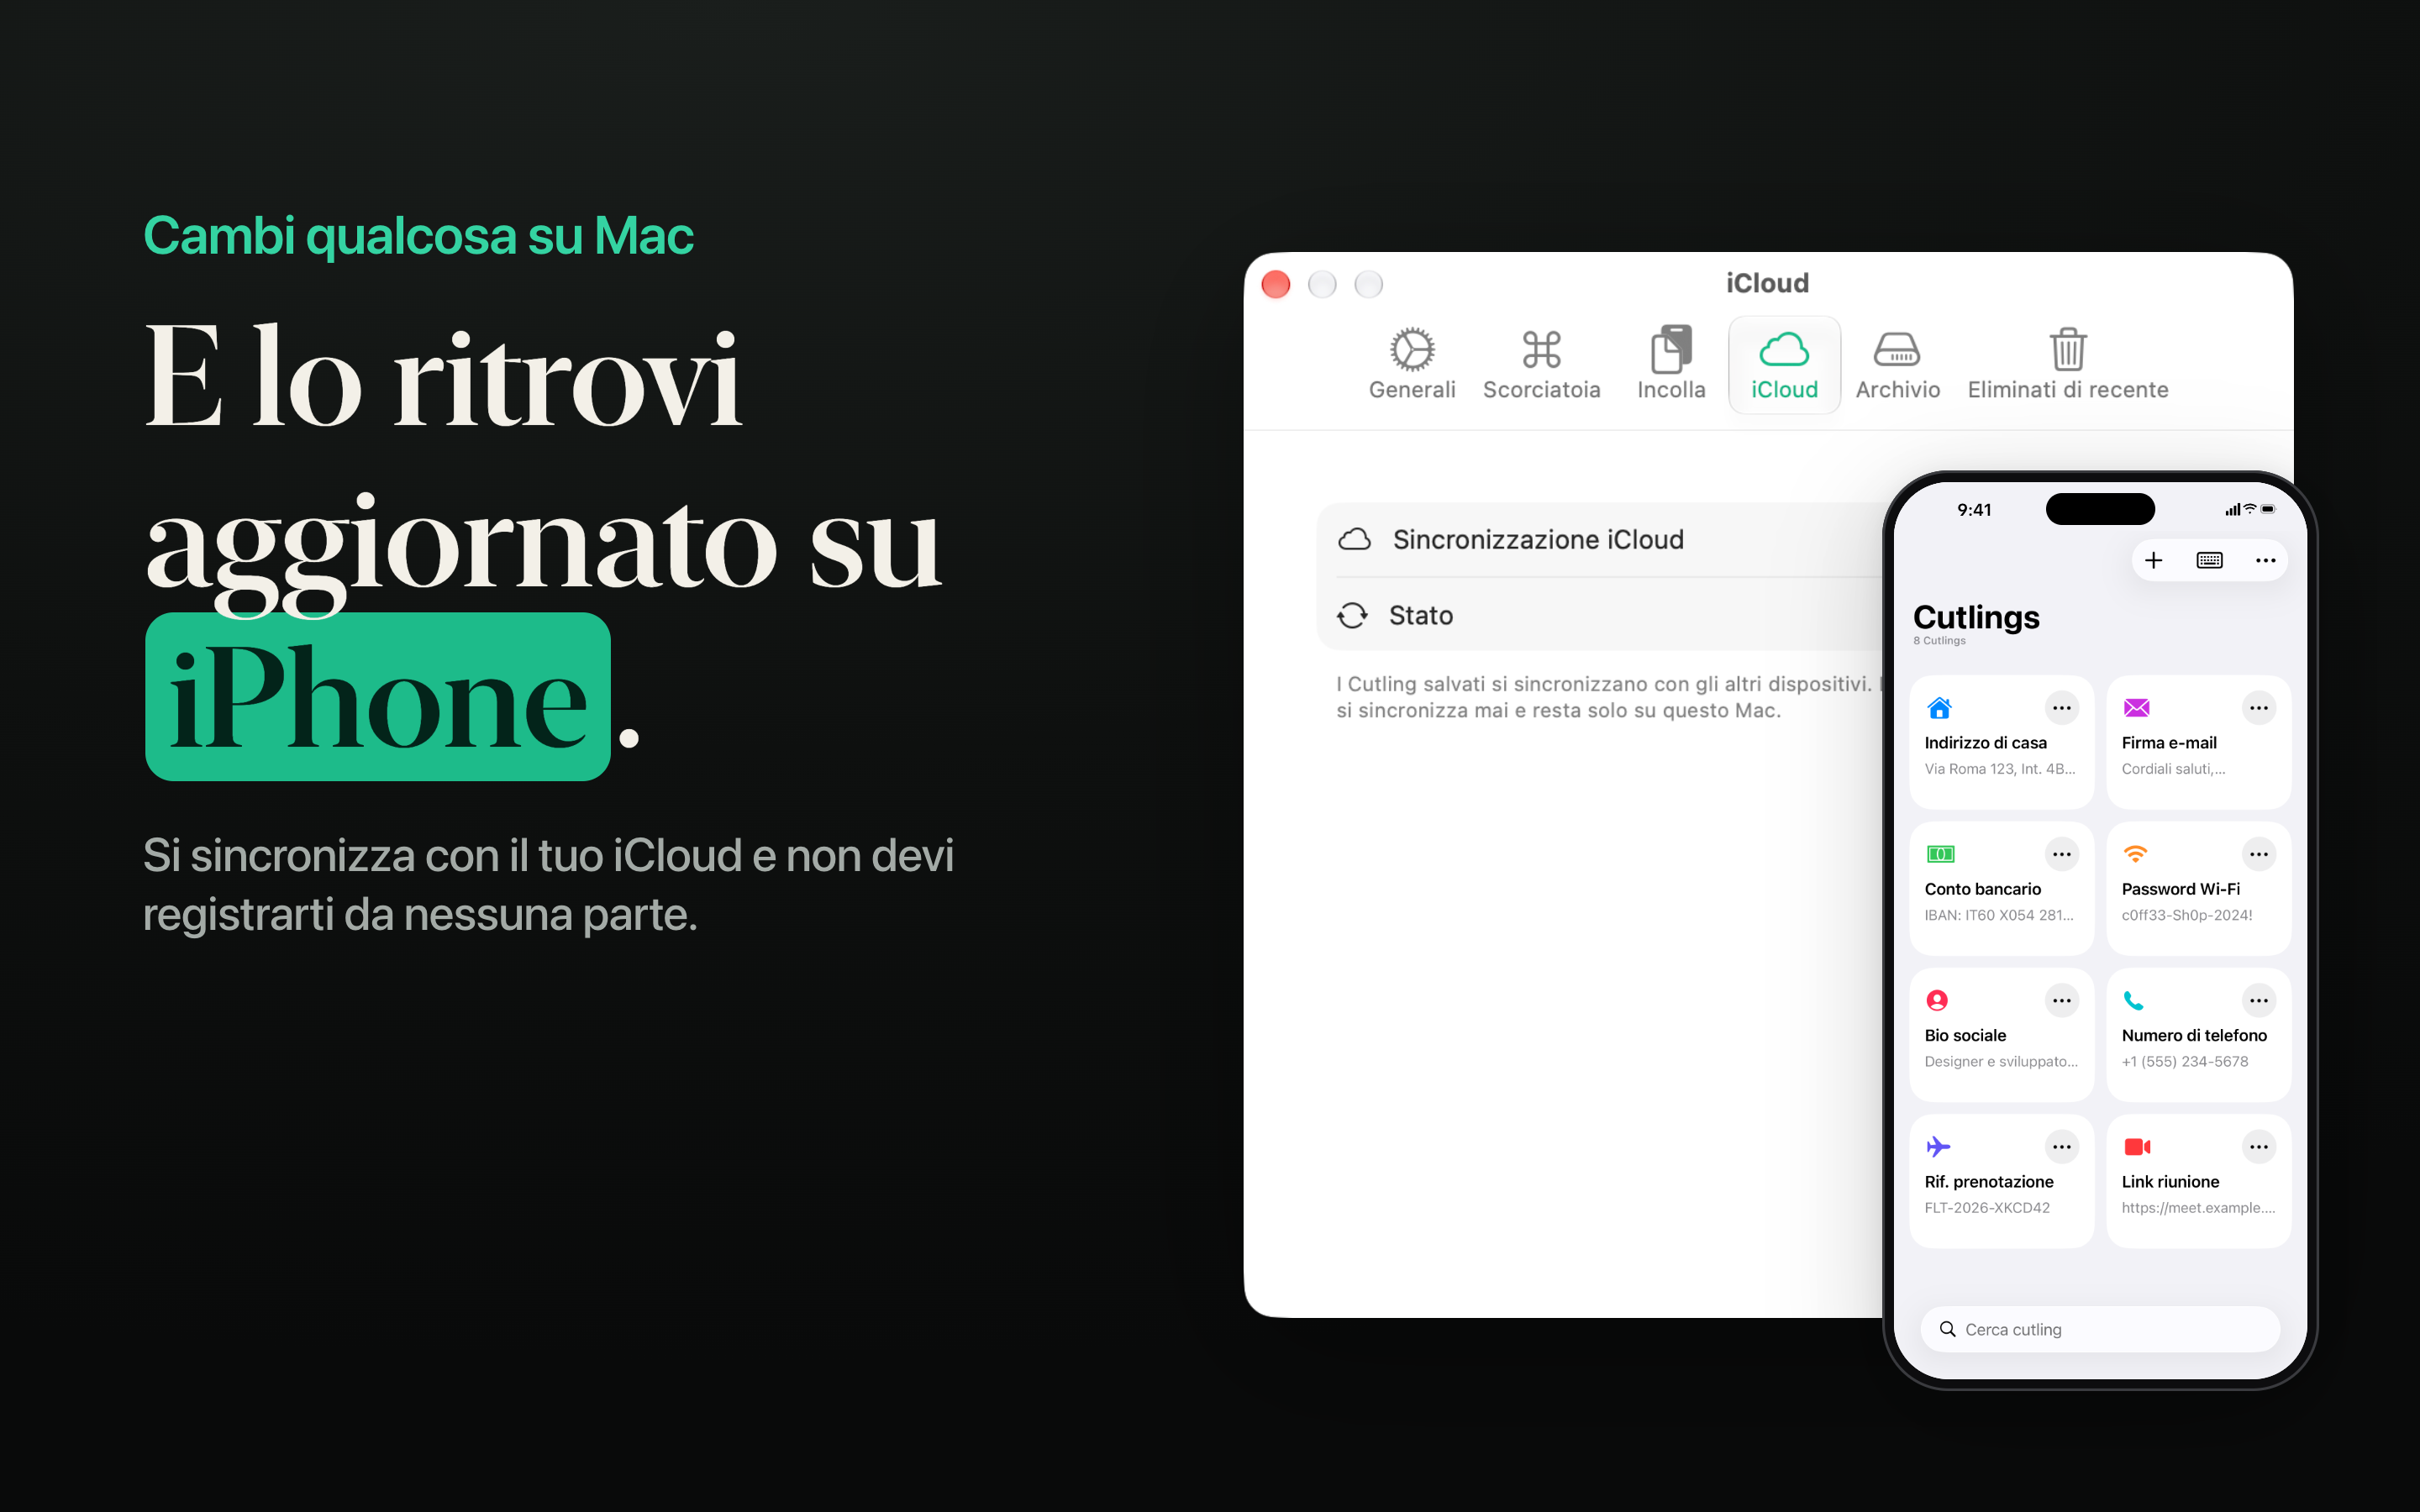 Cambi qualcosa su Mac
E lo ritrovi
aggiornato su
iPhone.
Si sincronizza con il tuo iCloud e non devi
registrarti da nessuna parte.
iCloud
Generali
Scorciatoia
Incolla
iCloud
Archivio
Eliminati di recente
Sincronizzazione iCloud
Stato
I Cutling salvati si sincronizzano con gli altri dispositivi.
si sincronizza mai e resta solo su questo Mac.
9:41
Cutlings
8 Cutlings
Indirizzo di casa
Via Roma 123, Int. 4B...
Firma e-mail
Cordiali saluti,...
Conto bancario
IBAN: IT60 X054 281...
Password Wi-Fi
c0ff33-Sh0p-2024!
Bio sociale
Designer e sviluppato...
Numero di telefono
+1 (555) 234-5678
Rif. prenotazione
FLT-2026-XKCD42
Link riunione
https://meet.example....
Cerca cutling